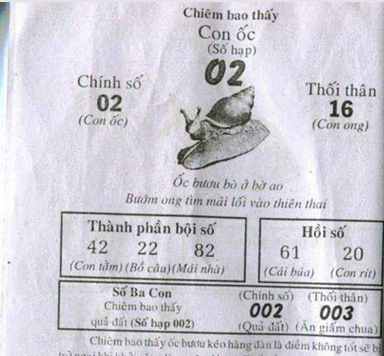 Chiêm bao thấy
Con ốc
(Số hạp)
02
Chính số
02
(Con ốc)
Thối thân
16
(Con ong)
Ốc bươu bò ở bờ ao
Bướm ong tìm mãi lối vào thiên thai
Thành phần bội số
42 22 82
(Con tằm) (Bồ câu) (Mái nhà)
Hồi số
61 20
(Cái búa) (Con rít)
Số Ba Con
Chiêm bao thấy
quả đất (Số hạp 002)
(Chính số) (Thối thân)
002 003
(Quả đất) (Ăn giấm chua)
Chiêm bao thấy ốc bươu kéo hàng đàn là điềm không tốt sẽ bị